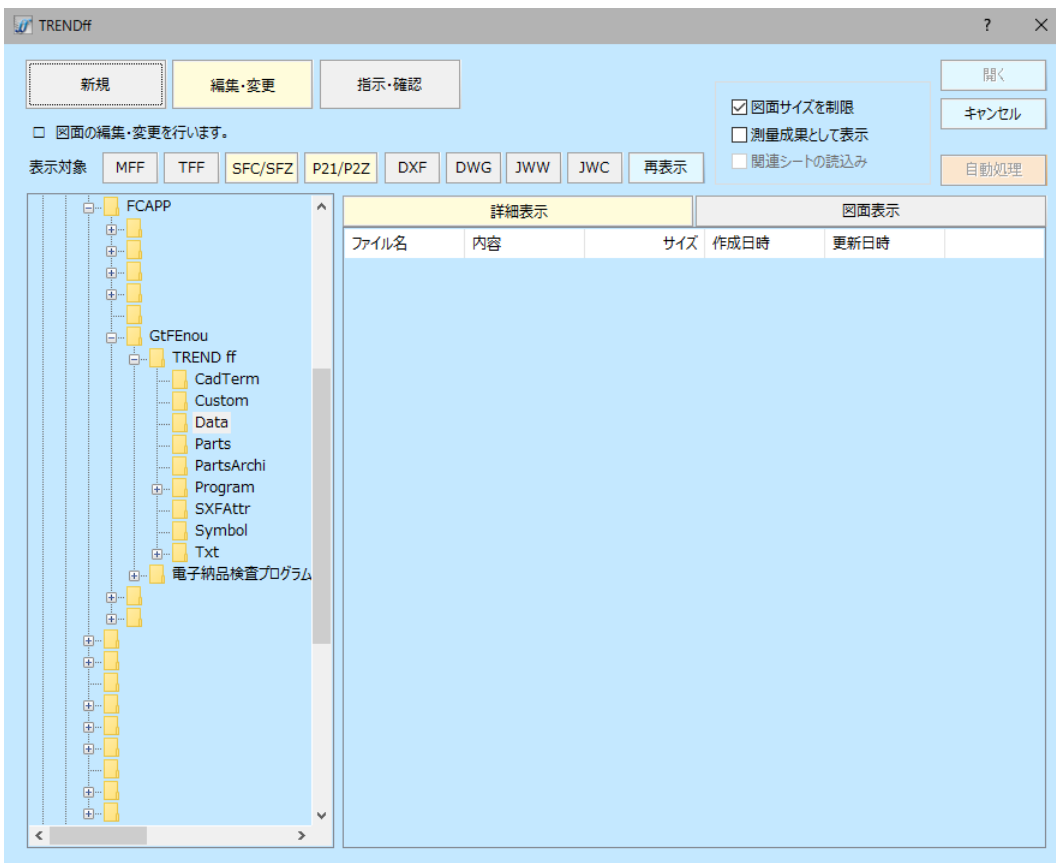 TRENDff ?
新規 編集・変更 指示・確認 開く
図面サイズを制限 キャンセル
□ 図面の編集・変更を行います。 測量成果として表示
表示対象 MFF TFF SFC/SFZ P21/P2Z DXF DWG JWW JWC 再表示 関連シートの読込み 自動処理
FCAPP
GtFEnou
TREND ff
CadTerm
Custom
Data
Parts
PartsArchi
Program
SXFAttr
Symbol
Txt
電子納品検査プログラム
詳細表示 図面表示
ファイル名 内容 サイズ 作成日時 更新日時